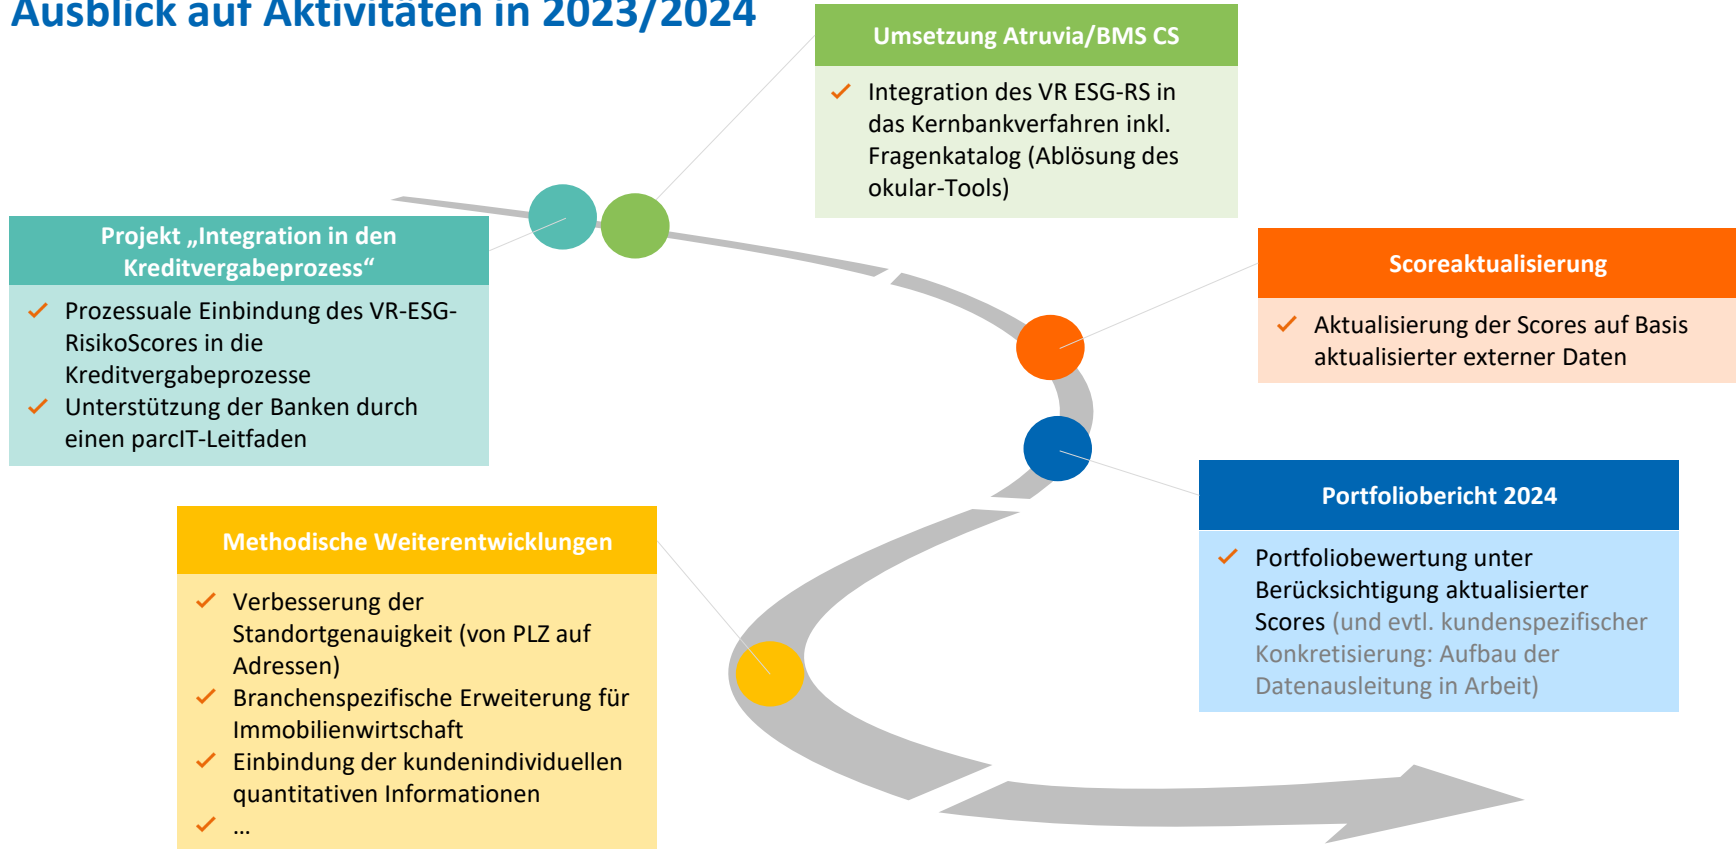 Ausblick auf Aktivitäten in 2023/2024
Umsetzung Atruvia/BMS CS
Integration des VR ESG-RS in
das Kernbankverfahren inkl.
Fragenkatalog (Ablösung des
okular-Tools)
Projekt „Integration in den
Kreditvergabeprozess“
Prozessuale Einbindung des VR-ESG-
RisikoScores in die
Kreditvergabeprozesse
Unterstützung der Banken durch
einen parcIT-Leitfaden
Scoreaktualisierung
Aktualisierung der Scores auf Basis
aktualisierter externer Daten
Portfoliobericht 2024
Portfoliobewertung unter
Berücksichtigung aktualisierter
Scores (und evtl. kundenspezifischer
Konkretisierung: Aufbau der
Datenausleitung in Arbeit)
Methodische Weiterentwicklungen
Verbesserung der
Standortgenauigkeit (von PLZ auf
Adressen)
Branchenspezifische Erweiterung für
Immobilienwirtschaft
Einbindung der kundenindividuellen
quantitativen Informationen
…